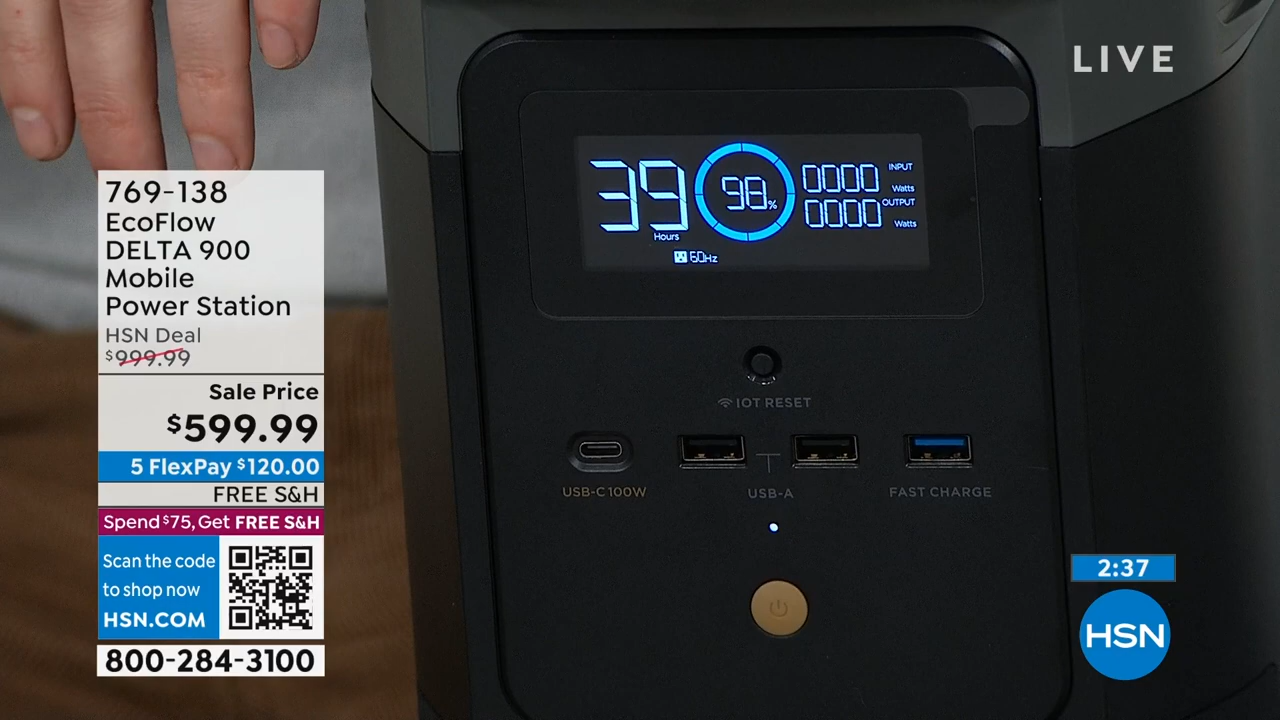 LIVE
769-138
EcoFlow
DELTA 900
Mobile
Power Station
HSN Deal
$999.99
Sale Price
$599.99
5 FlexPay $120.00
FREE S&H
Spend $75, Get FREE S&H
Scan the code
to shop now
HSN.COM
800-284-3100
39
Hours
98%
0000 INPUT
Watts
0000 OUTPUT
Watts
60Hz
IOT RESET
USB-C 100W
USB-A
FAST CHARGE
2:37
HSN